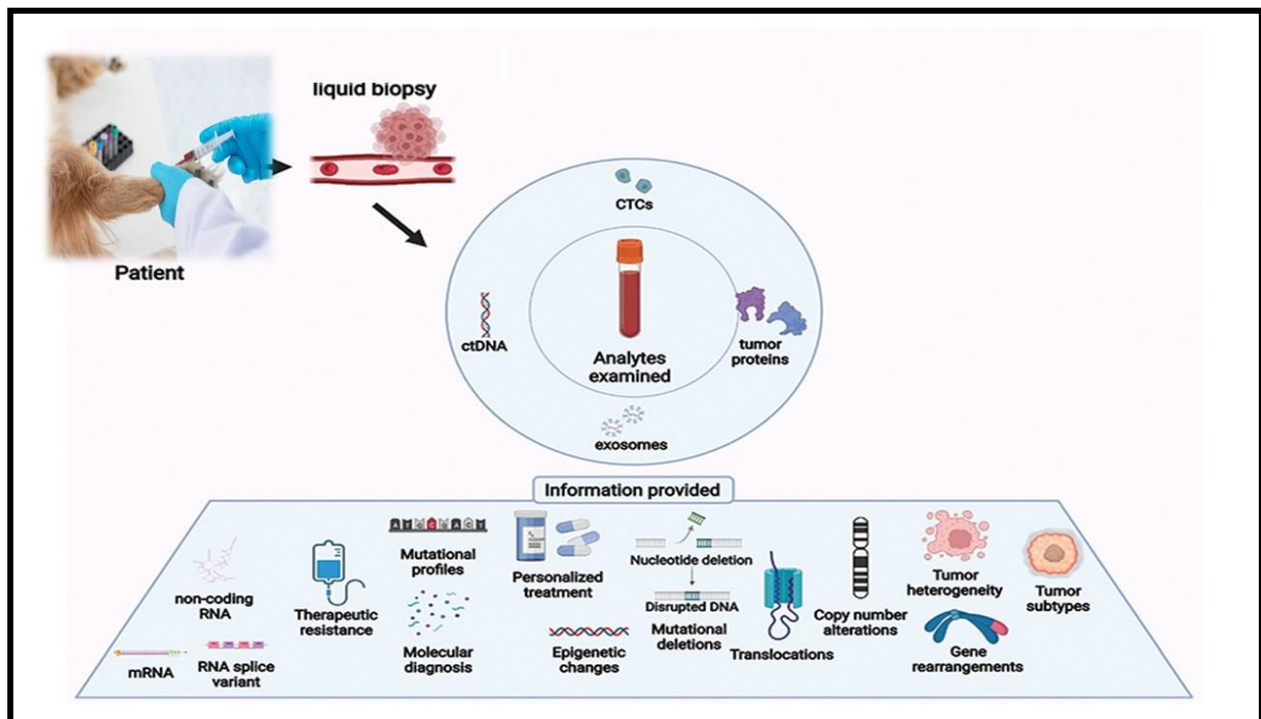 liquid biopsy
Patient
CTCs
ctDNA
tumor
proteins
Analytes
examined
exosomes
Information provided
non-coding
RNA
mRNA
RNA splice
variant
Therapeutic
resistance
Mutational
profiles
Molecular
diagnosis
Personalized
treatment
Epigenetic
changes
Nucleotide deletion
Disrupted DNA
Mutational
deletions
Translocations
Copy number
alterations
Tumor
heterogeneity
Gene
rearrangements
Tumor
subtypes